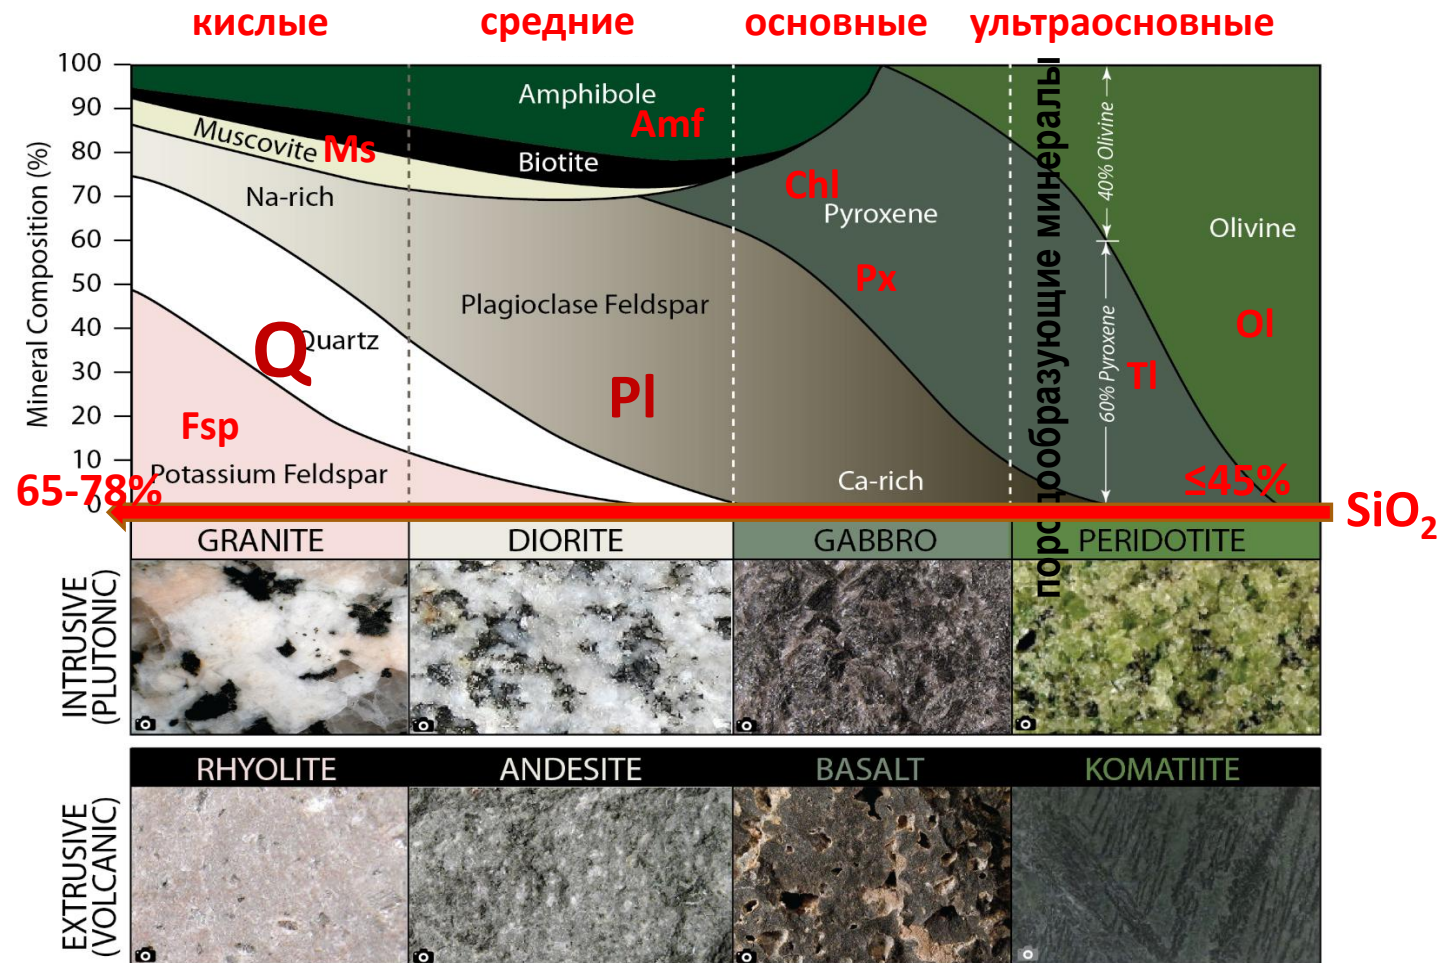 кислые средние основные ультраосновные
100
90
80
70
60
50
40
30
20
10
0
Mineral Composition (%)
Amphibole
Amf
Muscovite Ms
Biotite
Na-rich
Chl
Pyroxene
Px
Plagioclase Feldspar
Pl
Quartz
Q
Fsp
Potassium Feldspar
Ca-rich
40% Olivine
60% Pyroxene
Olivine
Ol
Tl
породообразующие минералы
65-78%
≤45%
SiO₂
GRANITE DIORITE GABBRO PERIDOTITE
INTRUSIVE
(PLUTONIC)
RHYOLITE ANDESITE BASALT KOMATIITE
EXTRUSIVE
(VOLCANIC)